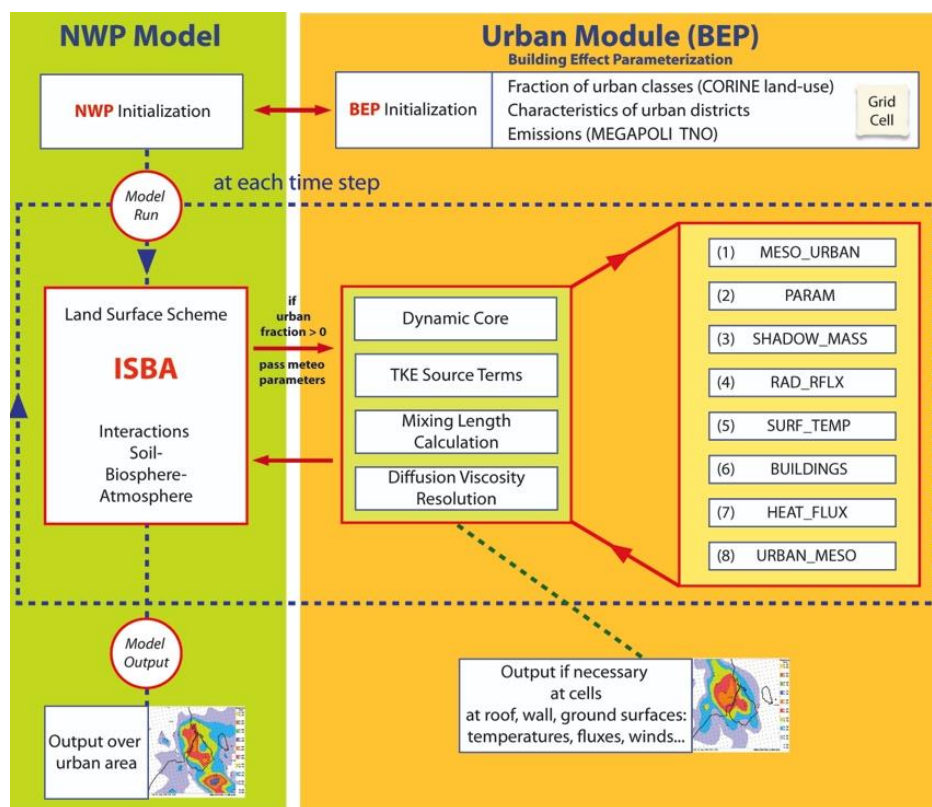 NWP Model
Urban Module (BEP)
Building Effect Parameterization
NWP Initialization
BEP Initialization
Fraction of urban classes (CORINE land-use)
Characteristics of urban districts
Emissions (MEGAPOLI TNO)
Grid
Cell
at each time step
Model
Run
Land Surface Scheme
ISBA
Interactions
Soil-
Biosphere-
Atmosphere
if
urban
fraction > 0
pass meteo
parameters
Dynamic Core
TKE Source Terms
Mixing Length
Calculation
Diffusion Viscosity
Resolution
(1) MESO_URBAN
(2) PARAM
(3) SHADOW_MASS
(4) RAD_RFLX
(5) SURF_TEMP
(6) BUILDINGS
(7) HEAT_FLUX
(8) URBAN_MESO
Model
Output
Output over
urban area
Output if necessary
at cells
at roof, wall, ground surfaces:
temperatures, fluxes, winds...